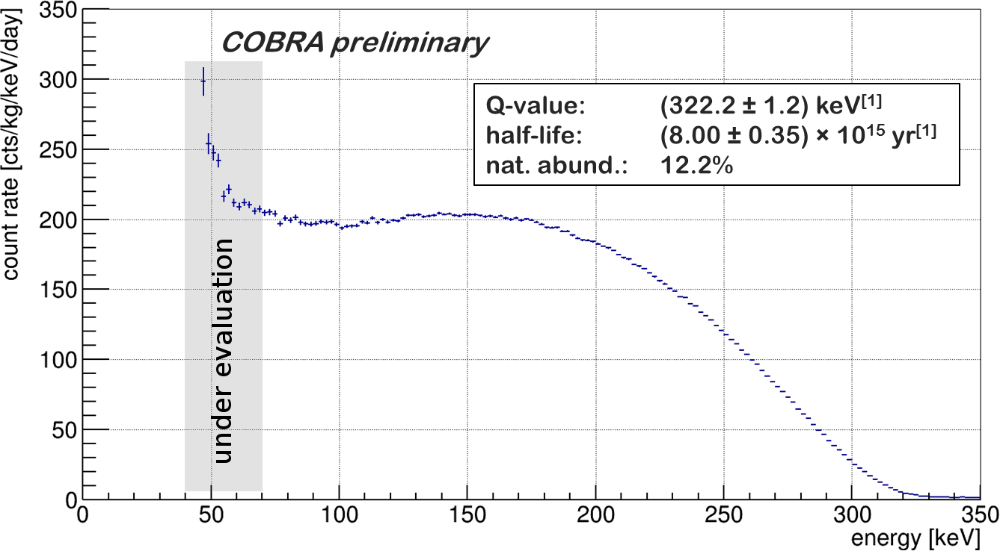 COBRA preliminary
Q-value: (322.2 ± 1.2) keV[1]
half-life: (8.00 ± 0.35) × 10¹⁵ yr[1]
nat. abund.: 12.2%
under evaluation
count rate [cts/kg/keV/day]
350
300
250
200
150
100
50
0
0 50 100 150 200 250 300 350
energy [keV]